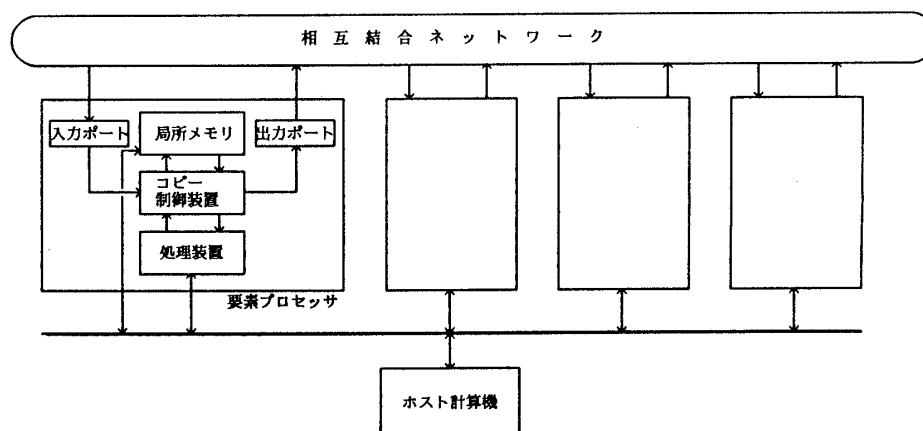 相互結合ネットワーク
入力ポート
局所メモリ
出力ポート
コピー
制御装置
処理装置
要素プロセッサ
ホスト計算機